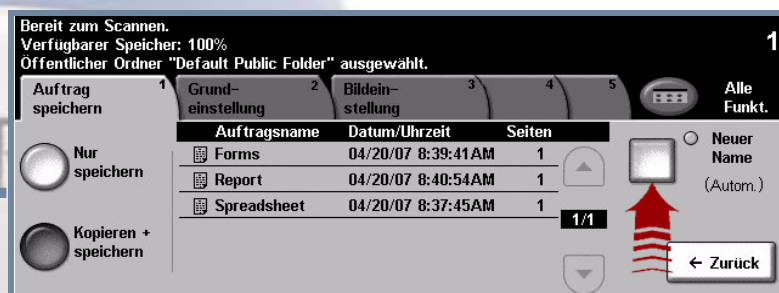 Bereit zum Scannen.
Verfügbarer Speicher: 100%
1
Öffentlicher Ordner "Default Public Folder" ausgewählt.
Auftrag speichern 1
Grund- einstellung 2
Bildein- stellung 3
4
5
Alle Funkt.
Auftragsname Datum/Uhrzeit Seiten
Forms 04/20/07 8:39:41AM 1
Report 04/20/07 8:40:54AM 1
Spreadsheet 04/20/07 8:37:45AM 1
1/1
Nur speichern
Kopieren + speichern
Neuer Name
(Autom.)
← Zurück